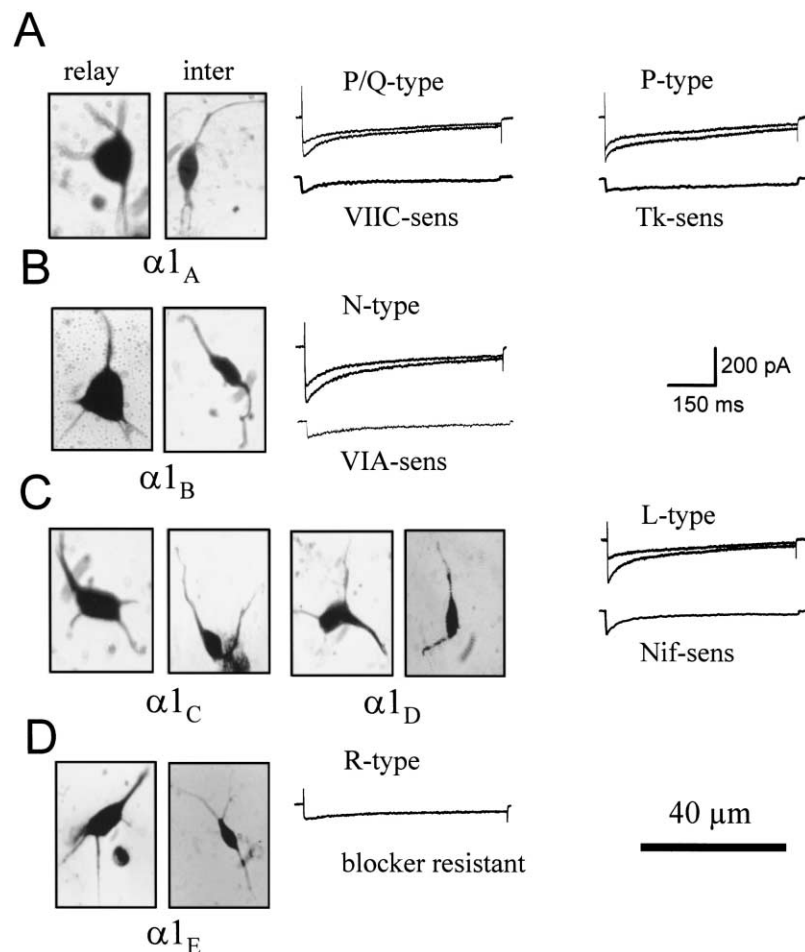 A
relay inter
P/Q-type
P-type
VIIC-sens
Tk-sens
α1A
B
N-type
200 pA
150 ms
VIA-sens
α1B
C
L-type
Nif-sens
α1C
α1D
D
R-type
40 µm
blocker resistant
α1E